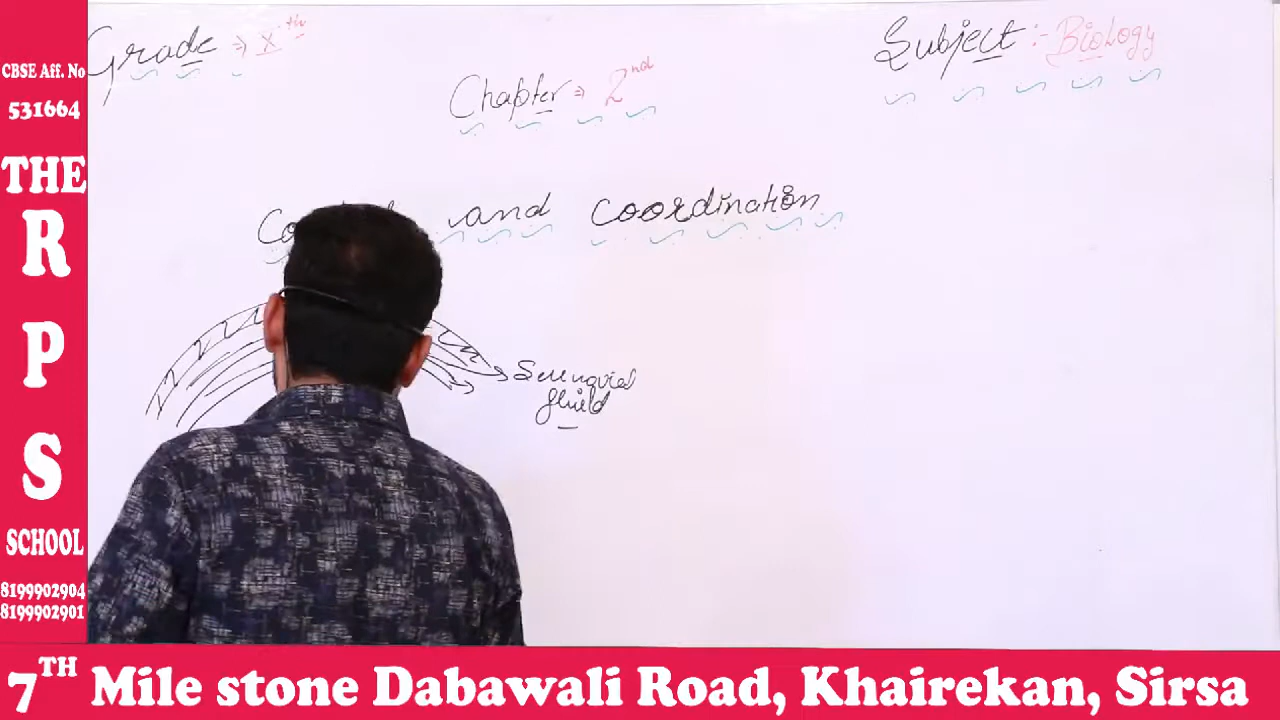 CBSE Aff. No
531664
THE
R
P
S
SCHOOL
8199902904
8199902901
Grade ⇒ Xth
Subject :- Biology
Chapter ⇒ 2nd
and coordination
fluid
7TH Mile stone Dabawali Road, Khairekan, Sirsa